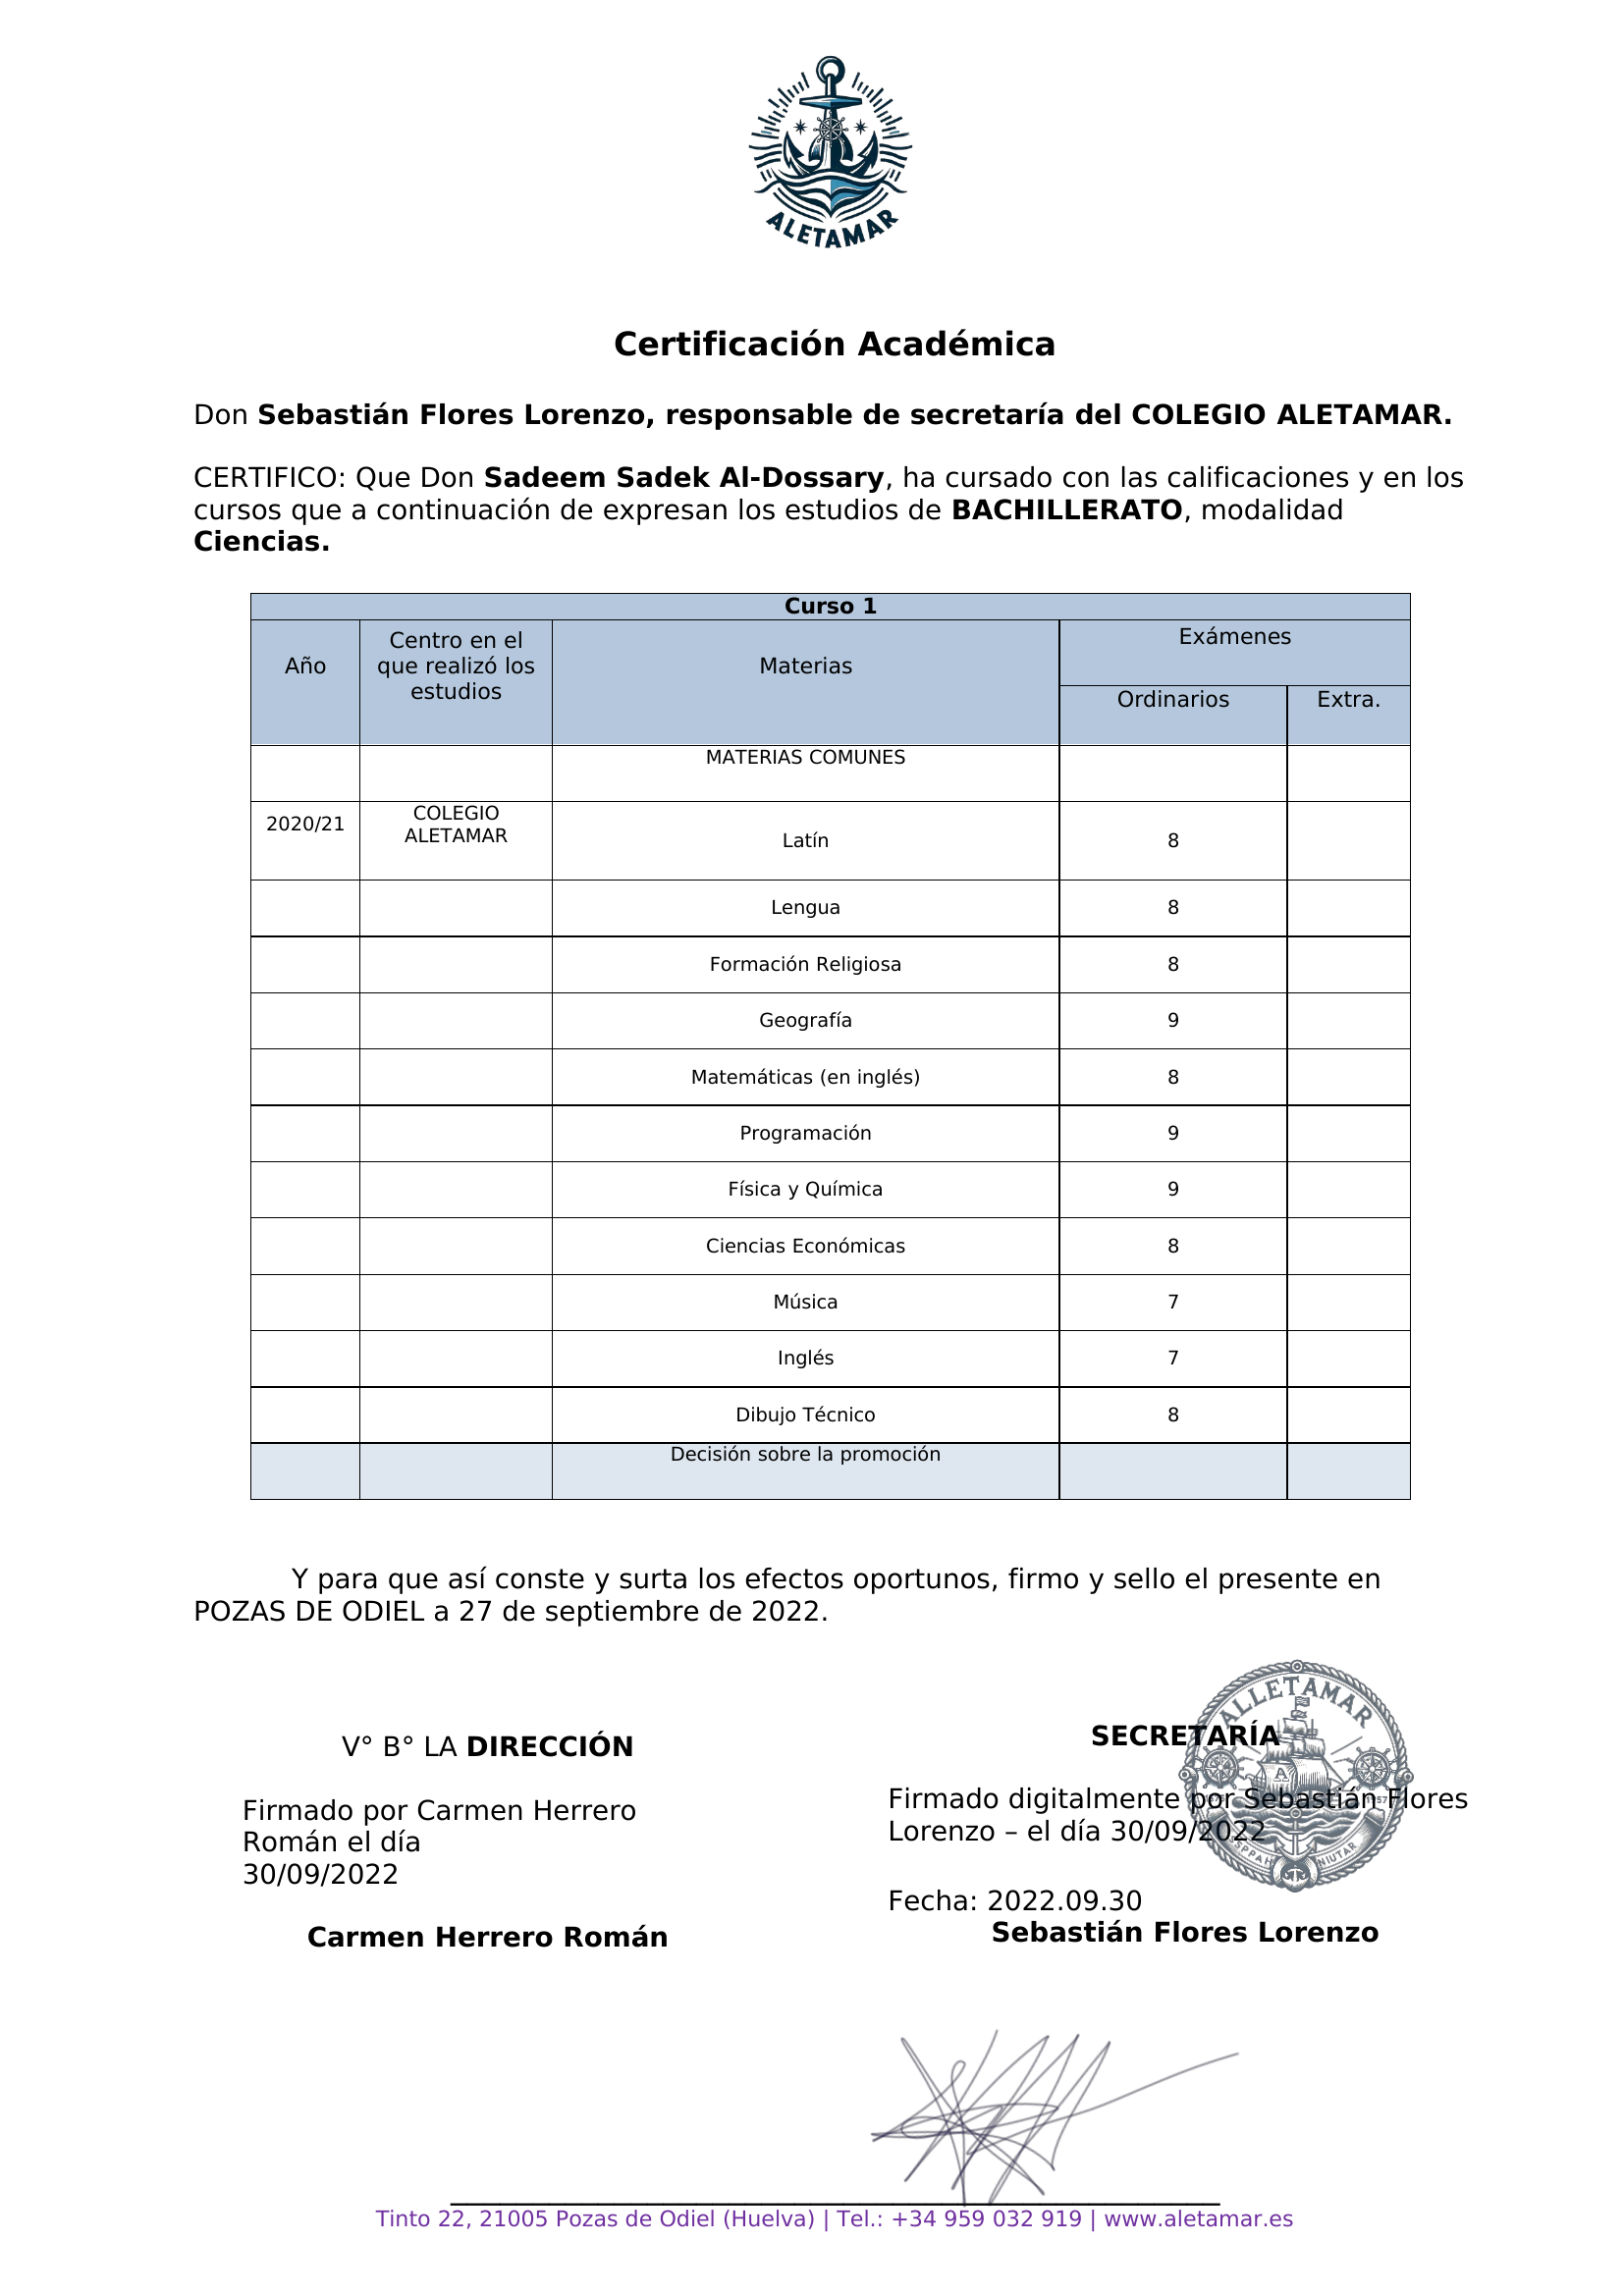 ALETAMAR
Certificación Académica
Don Sebastián Flores Lorenzo, responsable de secretaría del COLEGIO ALETAMAR.
CERTIFICO: Que Don Sadeem Sadek Al-Dossary, ha cursado con las calificaciones y en los
cursos que a continuación de expresan los estudios de BACHILLERATO, modalidad
Ciencias.
Curso 1
Año
Centro en el
que realizó los
estudios
Materias
Exámenes
Ordinarios Extra.
MATERIAS COMUNES
2020/21
COLEGIO
ALETAMAR
Latín 8
Lengua 8
Formación Religiosa 8
Geografía 9
Matemáticas (en inglés) 8
Programación 9
Física y Química 9
Ciencias Económicas 8
Música 7
Inglés 7
Dibujo Técnico 8
Decisión sobre la promoción
Y para que así conste y surta los efectos oportunos, firmo y sello el presente en
POZAS DE ODIEL a 27 de septiembre de 2022.
V° B° LA DIRECCIÓN
Firmado por Carmen Herrero
Román el día
30/09/2022
Carmen Herrero Román
ALLETAMAR
A
SECRETARÍA
Firmado digitalmente por Sebastián Flores
Lorenzo – el día 30/09/2022
Fecha: 2022.09.30
Sebastián Flores Lorenzo
Tinto 22, 21005 Pozas de Odiel (Huelva) | Tel.: +34 959 032 919 | www.aletamar.es